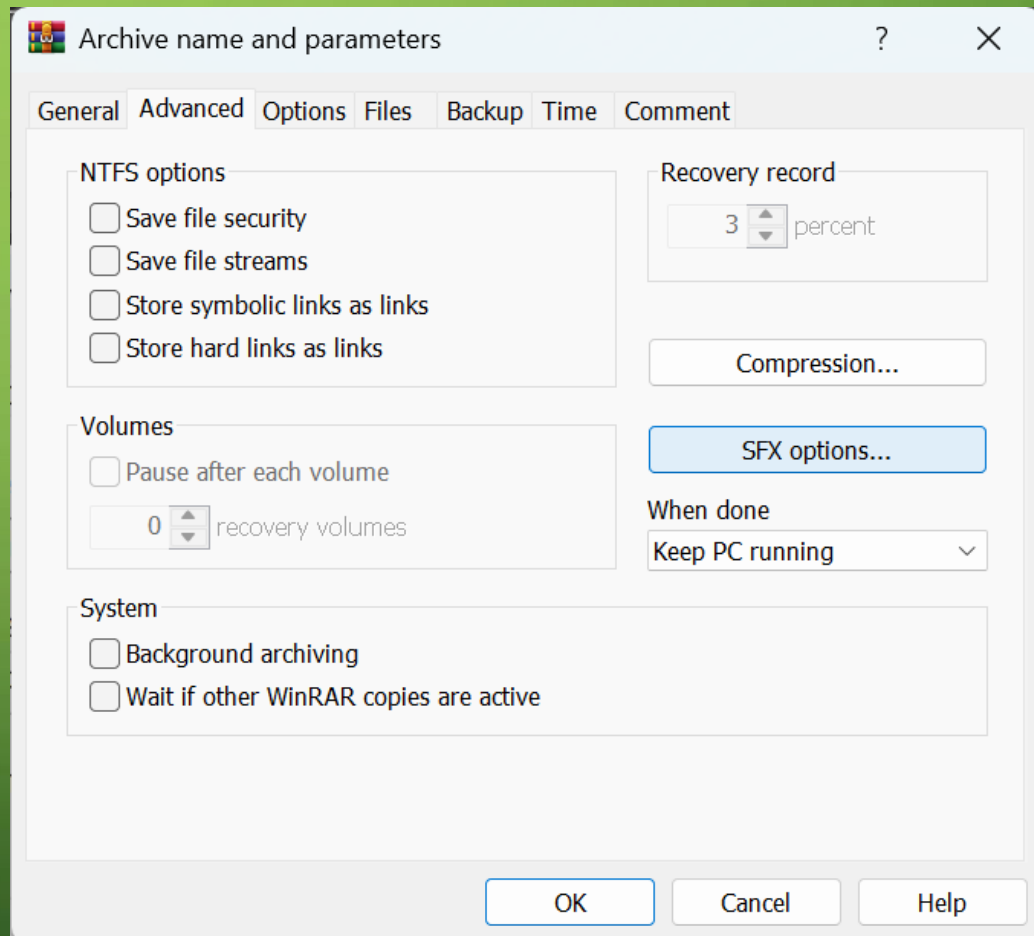 Archive name and parameters ? X
General Advanced Options Files Backup Time Comment
NTFS options
Save file security
Save file streams
Store symbolic links as links
Store hard links as links
Recovery record
3 percent
Compression...
Volumes
Pause after each volume
0 recovery volumes
SFX options...
When done
Keep PC running
System
Background archiving
Wait if other WinRAR copies are active
OK Cancel Help